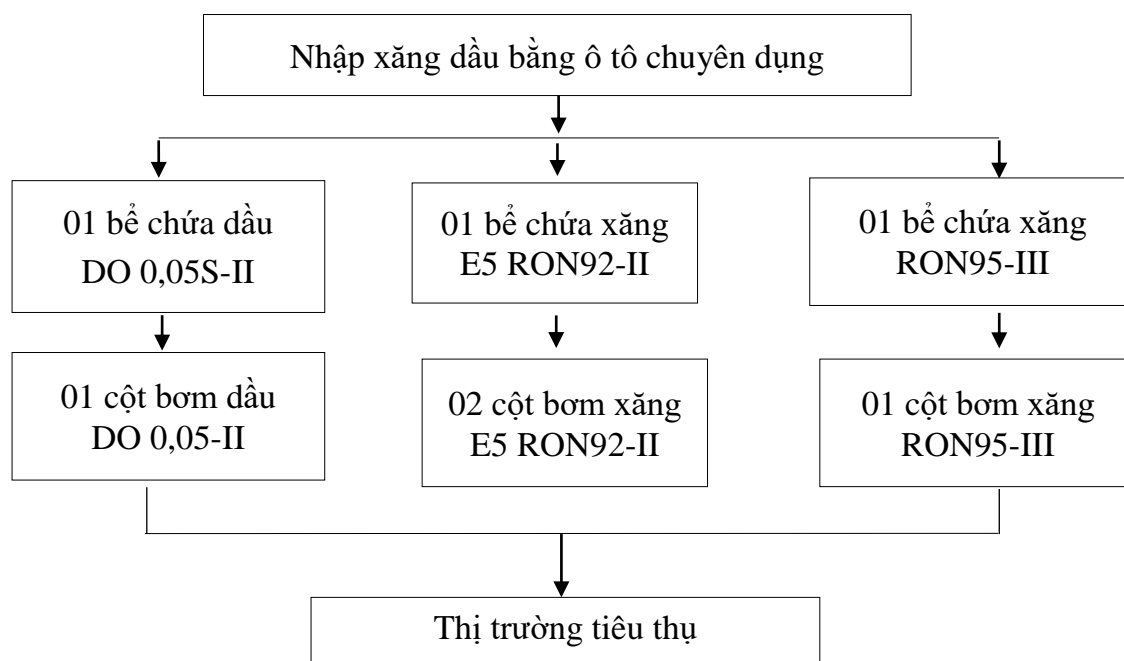 Nhập xăng dầu bằng ô tô chuyên dụng
01 bể chứa dầu
DO 0,05S-II
01 bể chứa xăng
E5 RON92-II
01 bể chứa xăng
RON95-III
01 cột bơm dầu
DO 0,05-II
02 cột bơm xăng
E5 RON92-II
01 cột bơm xăng
RON95-III
Thị trường tiêu thụ